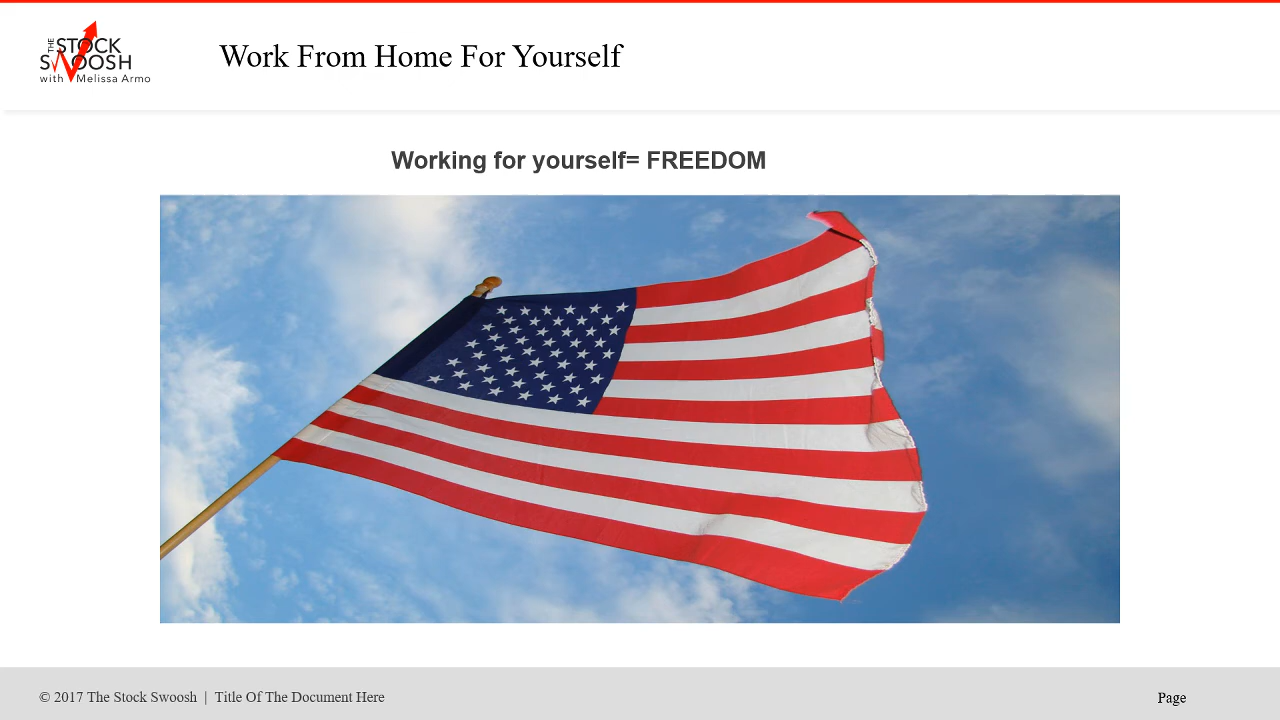 THE STOCK
SWOOSH
with Melissa Armo
Work From Home For Yourself
Working for yourself= FREEDOM
© 2017 The Stock Swoosh | Title Of The Document Here
Page